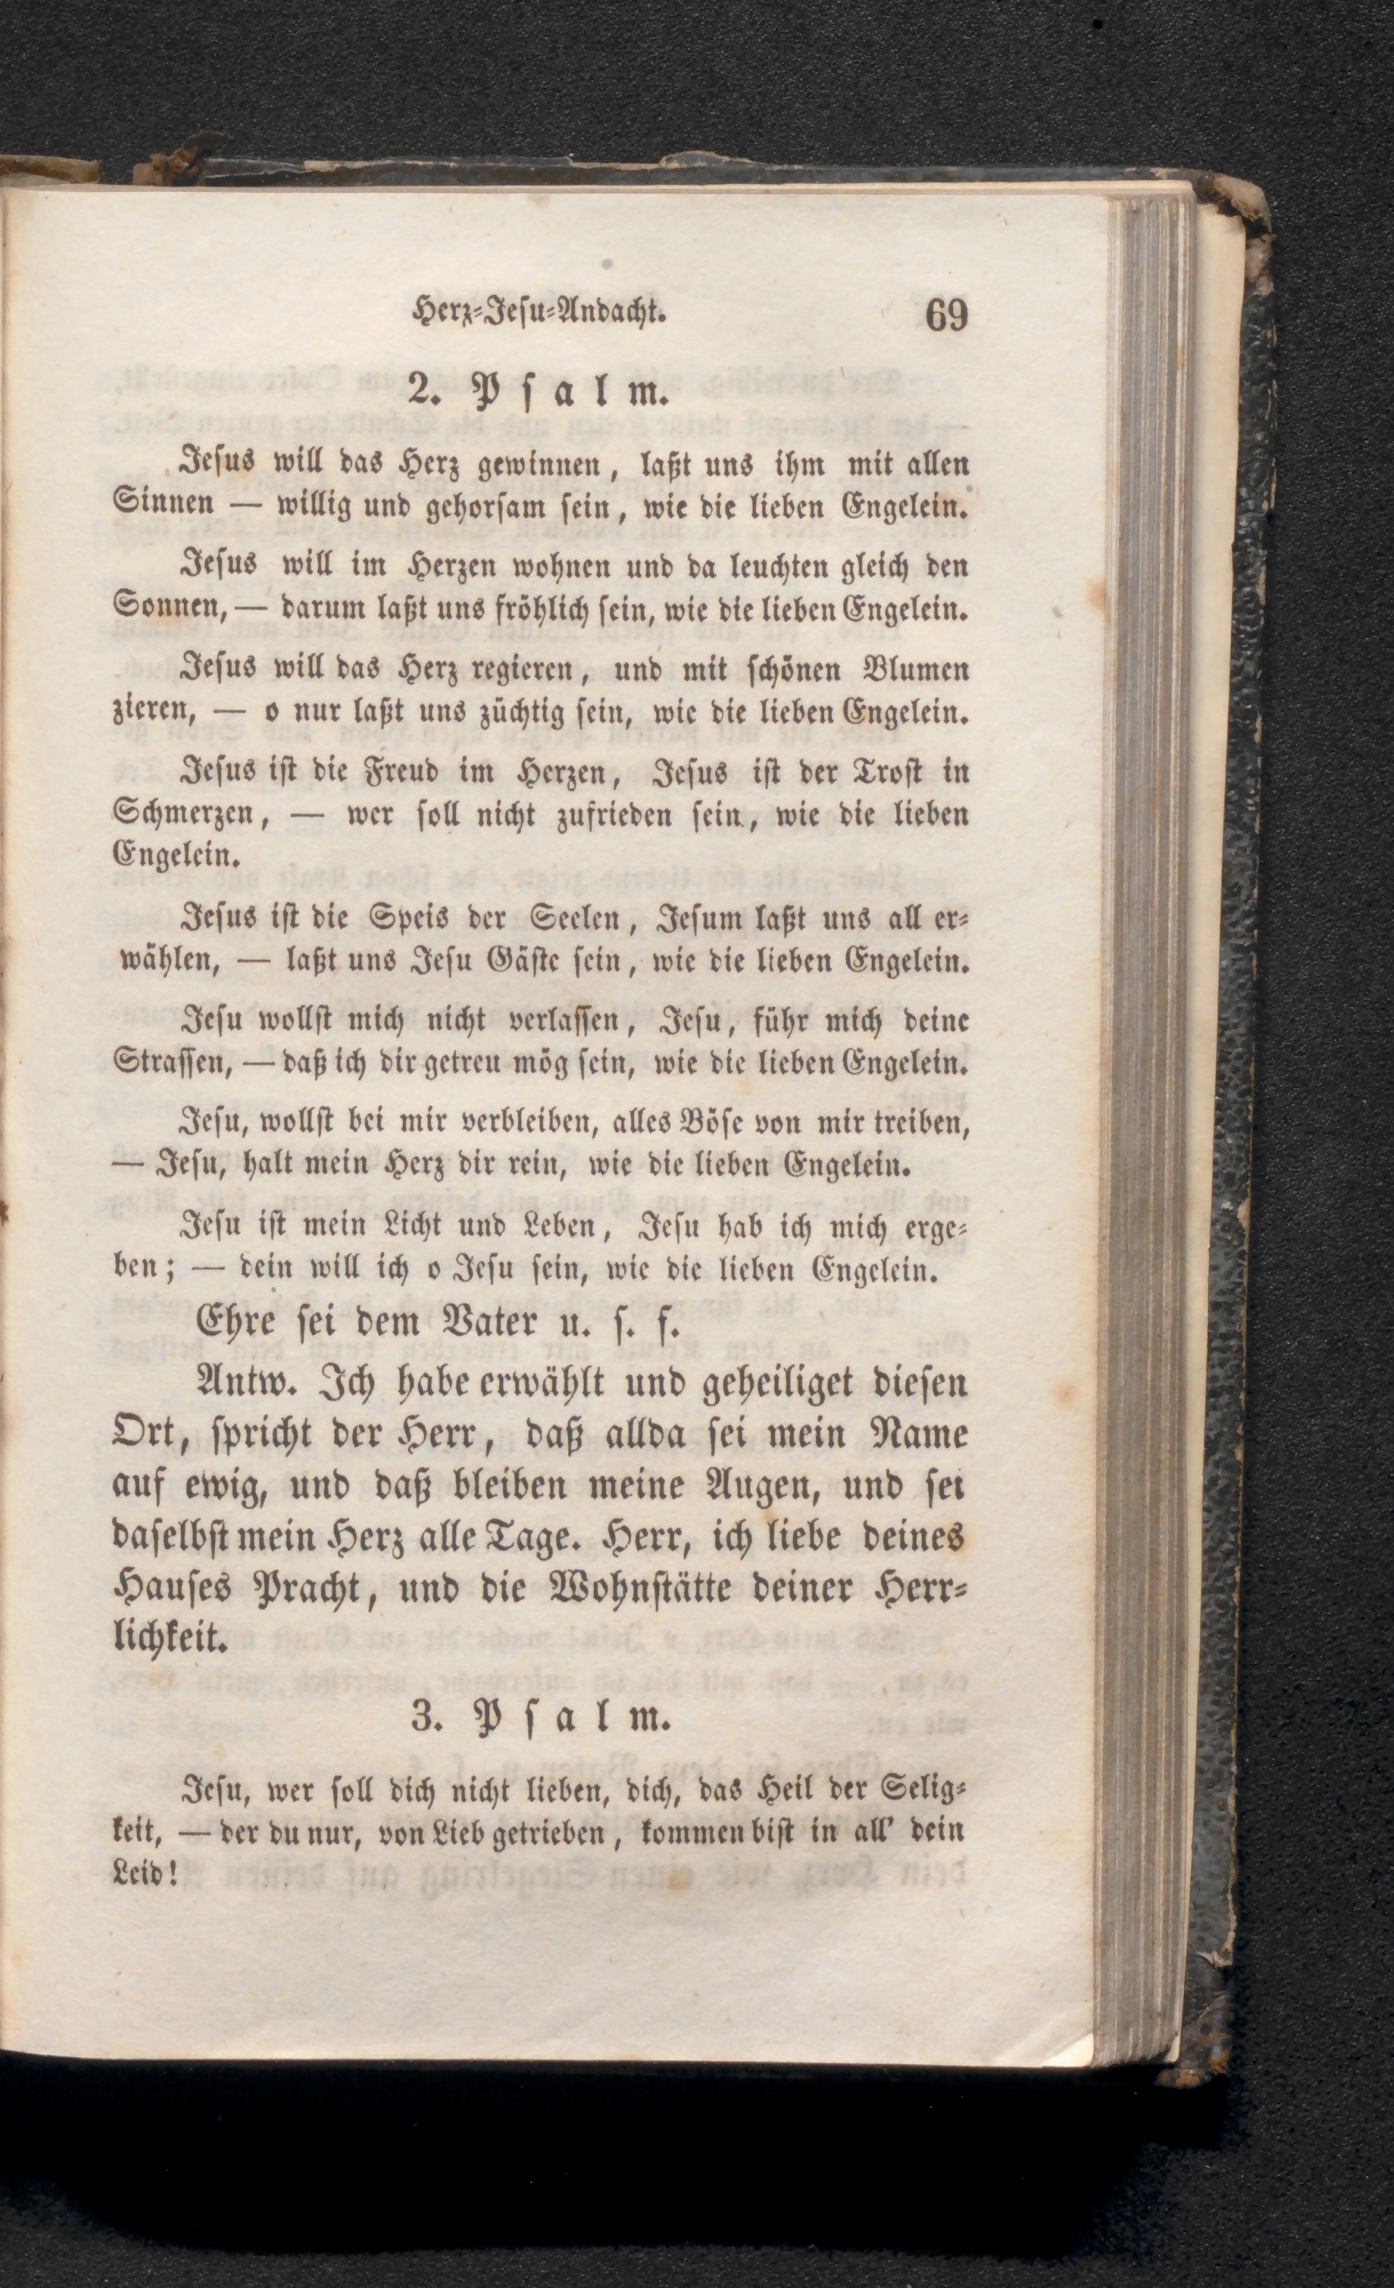 Herz-Jesu-Andacht. 69
2. Psalm.
Jesus will das Herz gewinnen, laßt uns ihm mit allen
Sinnen — willig und gehorsam sein, wie die lieben Engelein.
Jesus will im Herzen wohnen und da leuchten gleich den
Sonnen, — darum laßt uns fröhlich sein, wie die lieben Engelein.
Jesus will das Herz regieren, und mit schönen Blumen
zieren, — o nur laßt uns züchtig sein, wie die lieben Engelein.
Jesus ist die Freud im Herzen, Jesus ist der Trost in
Schmerzen, — wer soll nicht zufrieden sein, wie die lieben
Engelein.
Jesus ist die Speis der Seelen, Jesum laßt uns all er-
wählen, — laßt uns Jesu Gäste sein, wie die lieben Engelein.
Jesu wollst mich nicht verlassen, Jesu, führ mich deine
Strassen, — daß ich dir getreu mög sein, wie die lieben Engelein.
Jesu, wollst bei mir verbleiben, alles Böse von mir treiben,
— Jesu, halt mein Herz dir rein, wie die lieben Engelein.
Jesu ist mein Licht und Leben, Jesu hab ich mich erge-
ben; — dein will ich o Jesu sein, wie die lieben Engelein.
Ehre sei dem Vater u. s. f.
Antw. Ich habe erwählt und geheiliget diesen
Ort, spricht der Herr, daß allda sei mein Name
auf ewig, und daß bleiben meine Augen, und sei
daselbst mein Herz alle Tage. Herr, ich liebe deines
Hauses Pracht, und die Wohnstätte deiner Herr-
lichkeit.
3. Psalm.
Jesu, wer soll dich nicht lieben, dich, das Heil der Selig-
keit, — der du nur, von Lieb getrieben, kommen bist in all' dein
Leid!